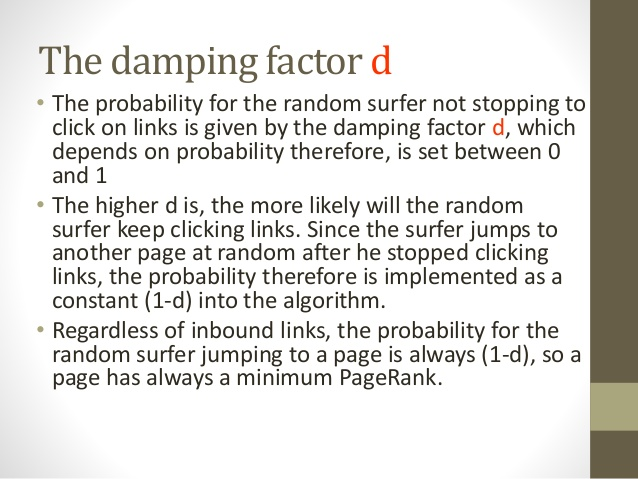 The damping factor d
• The probability for the random surfer not stopping to
click on links is given by the damping factor d, which
depends on probability therefore, is set between 0
and 1
• The higher d is, the more likely will the random
surfer keep clicking links. Since the surfer jumps to
another page at random after he stopped clicking
links, the probability therefore is implemented as a
constant (1-d) into the algorithm.
• Regardless of inbound links, the probability for the
random surfer jumping to a page is always (1-d), so a
page has always a minimum PageRank.